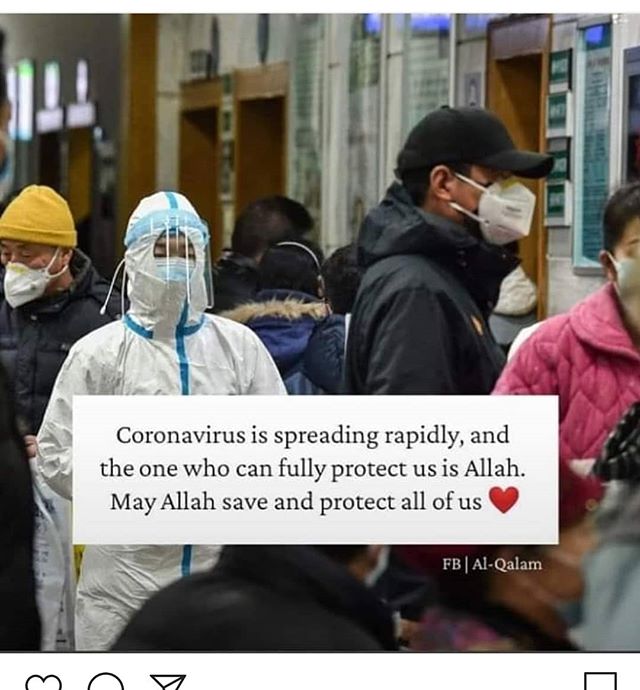 Coronavirus is spreading rapidly, and
the one who can fully protect us is Allah.
May Allah save and protect all of us ❤️
FB | Al-Qalam